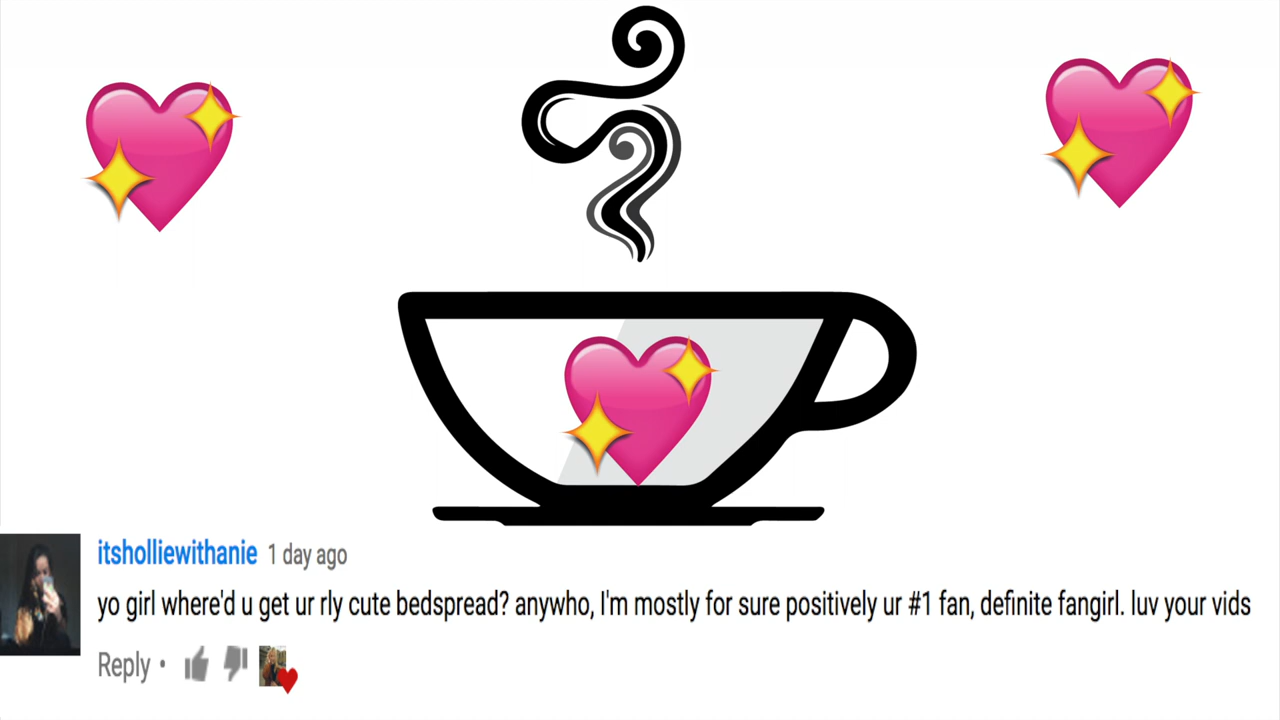 itsholliewithanie 1 day ago
yo girl where'd u get ur rly cute bedspread? anywho, I'm mostly for sure positively ur #1 fan, definite fangirl. luv your vids
Reply •